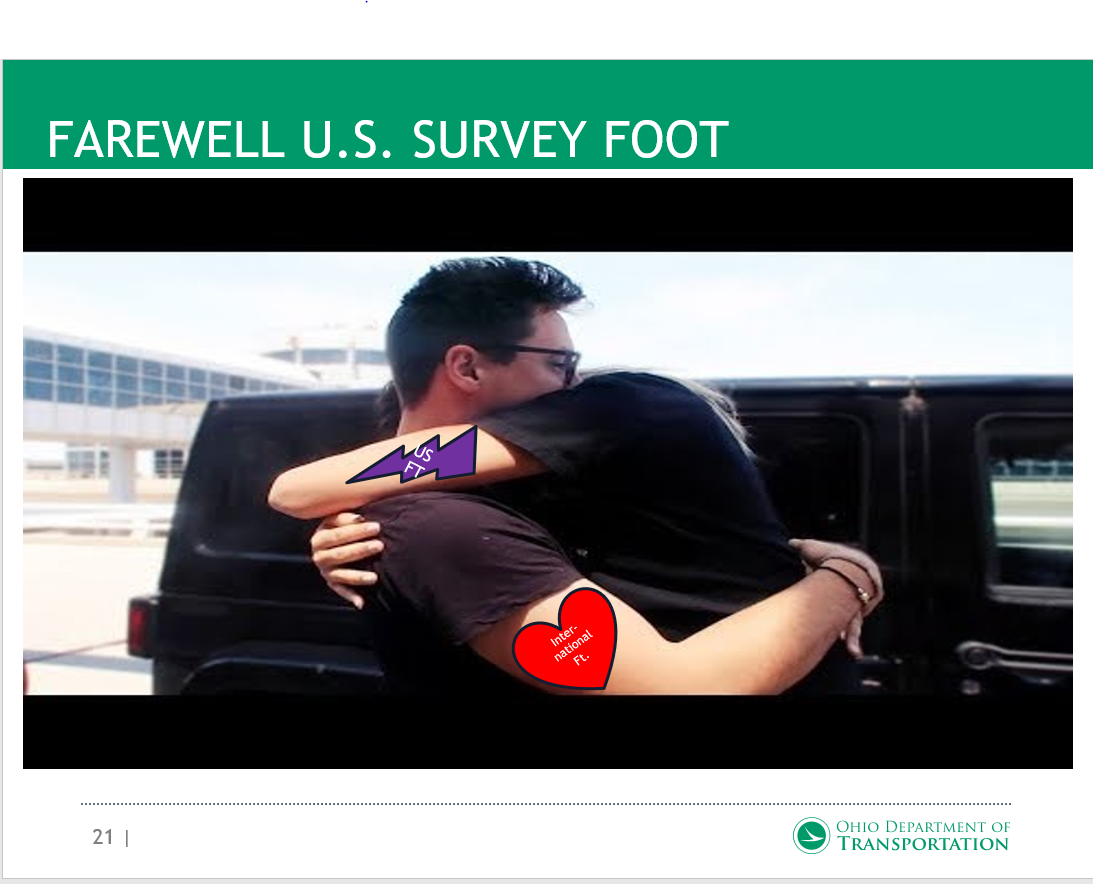 FAREWELL U.S. SURVEY FOOT
US
FT
Inter-
national
Ft.
21 |
OHIO DEPARTMENT OF
TRANSPORTATION